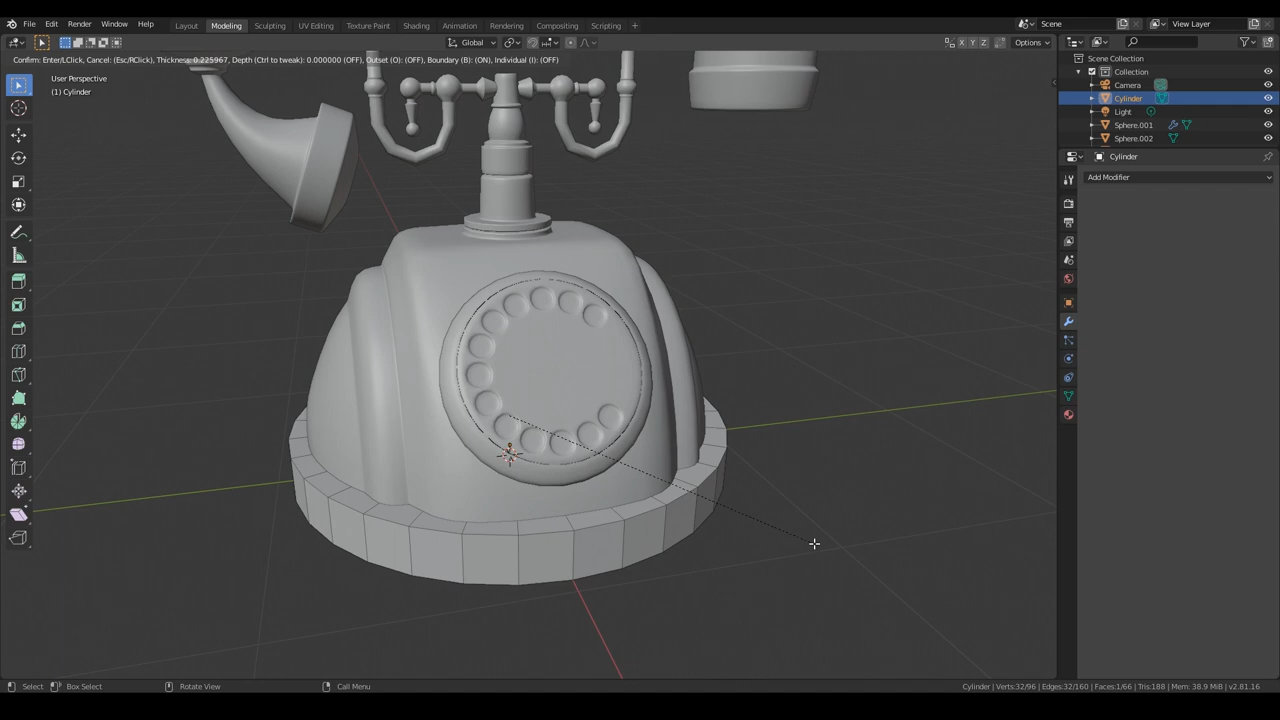 File Edit Render Window Help Layout Modeling Sculpting UV Editing Texture Paint Shading Animation Rendering Compositing Scripting + Scene View Layer
Global X Y Z Options
Confirm: Enter/LClick, Cancel: (Esc/RClick), Thickness: 0.225967, Depth (Ctrl to tweak): 0.000000 (OFF), Outset (O): (OFF), Boundary (B): (ON), Individual (I): (OFF)
Scene Collection
Collection
User Perspective
(1) Cylinder
Camera
Cylinder
Light
Sphere.001
Sphere.002
Cylinder
Add Modifier
Select Box Select Rotate View Call Menu Cylinder | Verts:32/96 | Edges:32/160 | Faces:1/66 | Tris:188 | Mem: 38.9 MiB | v2.81.16